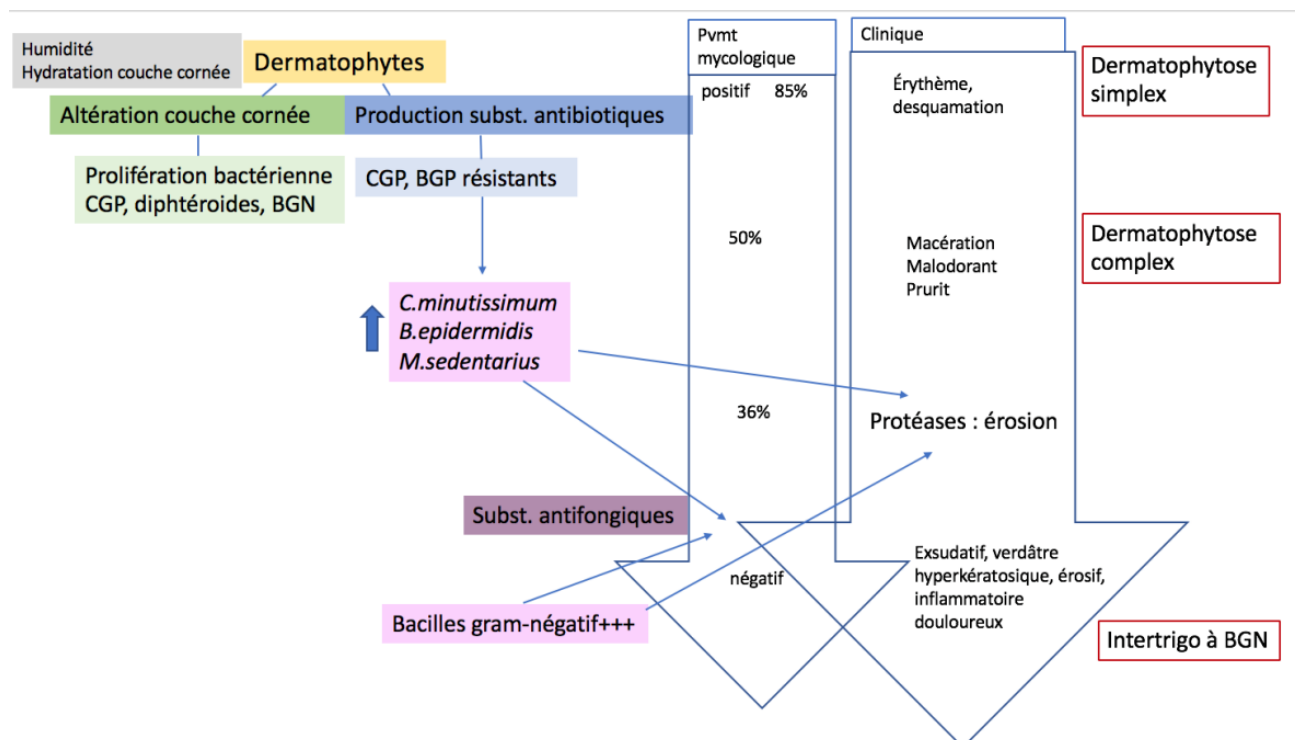 Humidité
Hydratation couche cornée
Dermatophytes
Altération couche cornée
Production subst. antibiotiques
Prolifération bactérienne
CGP, diphtéroides, BGN
CGP, BGP résistants
C.minutissimum
B.epidermidis
M.sedentarius
Subst. antifongiques
Bacilles gram-négatif+++
Pvmt
mycologique
positif 85%
50%
36%
négatif
Clinique
Érythème,
desquamation
Macération
Malodorant
Prurit
Protéases : érosion
Exsudatif, verdâtre
hyperkératosique, érosif,
inflammatoire
douloureux
Dermatophytose
simplex
Dermatophytose
complex
Intertrigo à BGN